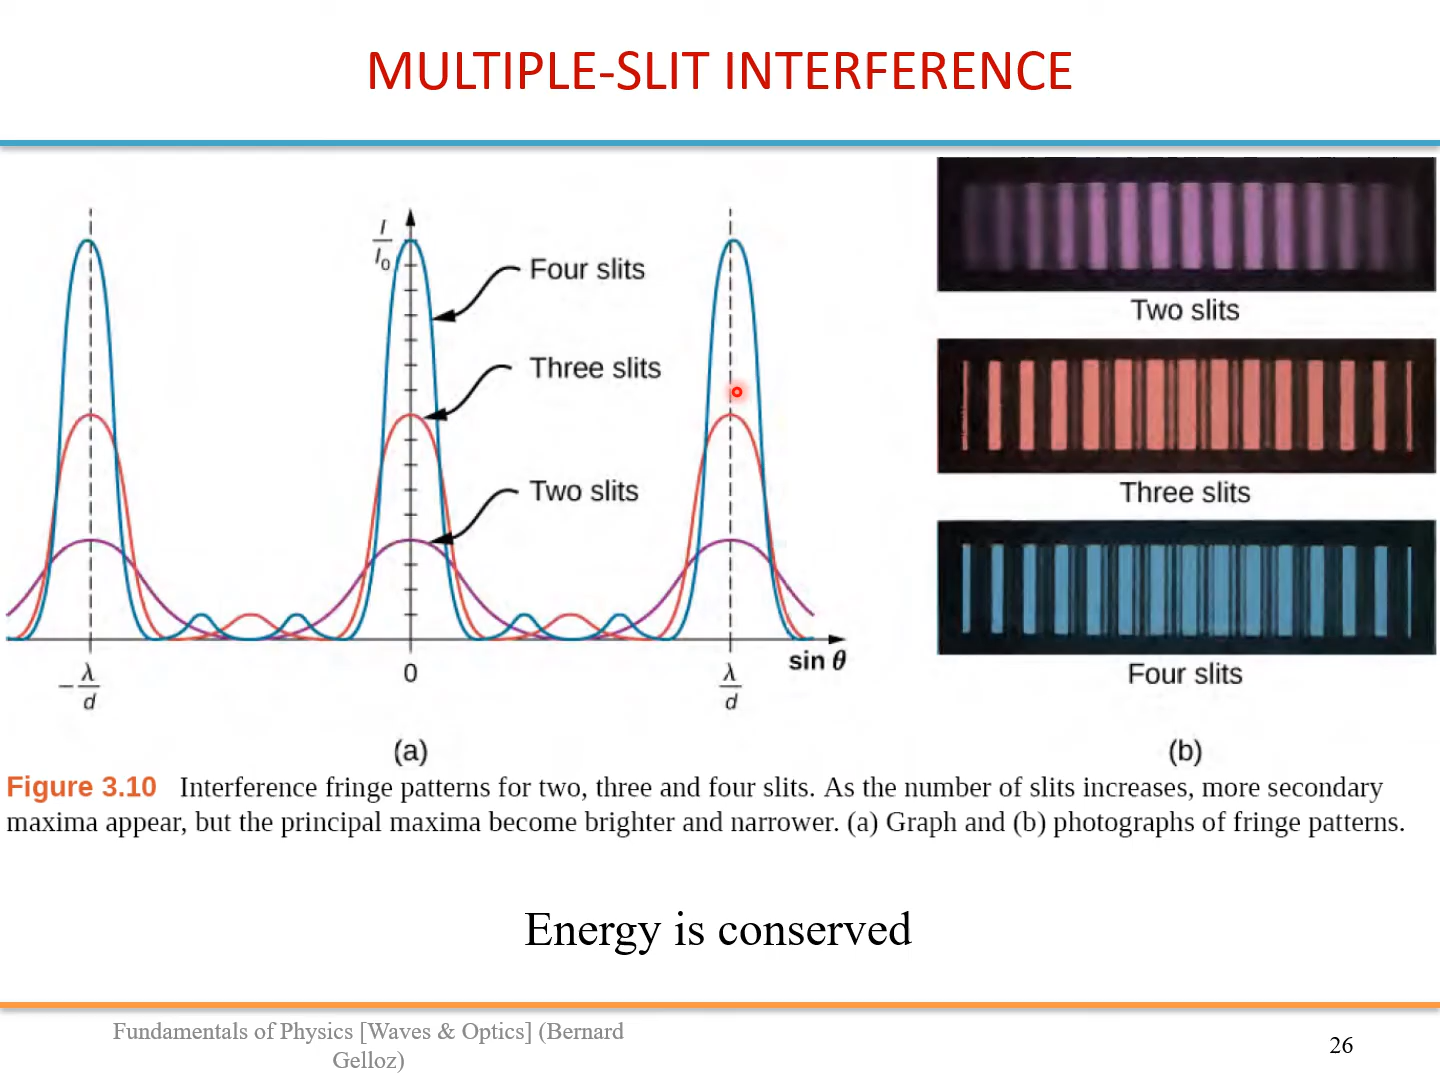 MULTIPLE-SLIT INTERFERENCE
I
I0
Four slits
Three slits
Two slits
sin θ
−λ/d
0
λ/d
(a)
Two slits
Three slits
Four slits
(b)
Figure 3.10 Interference fringe patterns for two, three and four slits. As the number of slits increases, more secondary
maxima appear, but the principal maxima become brighter and narrower. (a) Graph and (b) photographs of fringe patterns.
Energy is conserved
Fundamentals of Physics [Waves & Optics] (Bernard
Gelloz)
26